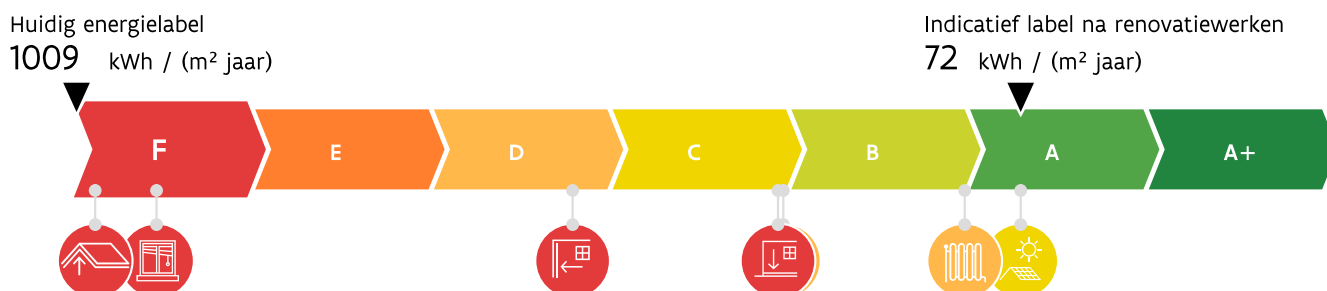 Huidig energielabel
1009 kWh / (m² jaar)
Indicatief label na renovatiewerken
72 kWh / (m² jaar)
F E D C B A A+